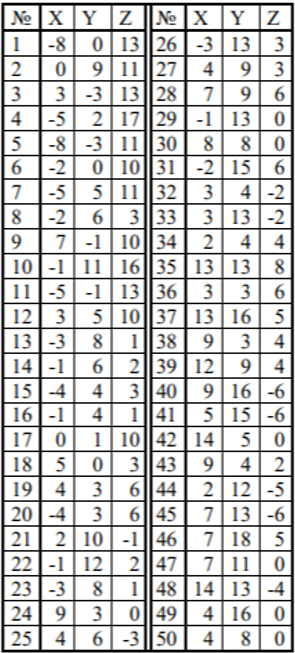 № X Y Z № X Y Z
1 -8 0 13 26 -3 13 3
2 0 9 11 27 4 9 3
3 3 -3 13 28 7 9 6
4 -5 2 17 29 -1 13 0
5 -8 -3 11 30 8 8 0
6 -2 0 10 31 -2 15 6
7 -5 5 11 32 3 4 -2
8 -2 6 3 33 3 13 -2
9 7 -1 10 34 2 4 4
10 -1 11 16 35 13 13 8
11 -5 -1 13 36 3 3 6
12 3 5 10 37 13 16 5
13 -3 8 1 38 9 3 4
14 -1 6 2 39 12 9 4
15 -4 4 3 40 9 16 -6
16 -1 4 1 41 5 15 -6
17 0 1 10 42 14 5 0
18 5 0 3 43 9 4 2
19 4 3 6 44 2 12 -5
20 -4 3 6 45 7 13 -6
21 2 10 -1 46 7 18 5
22 -1 12 2 47 7 11 0
23 -3 8 1 48 14 13 -4
24 9 3 0 49 4 16 0
25 4 6 -3 50 4 8 0